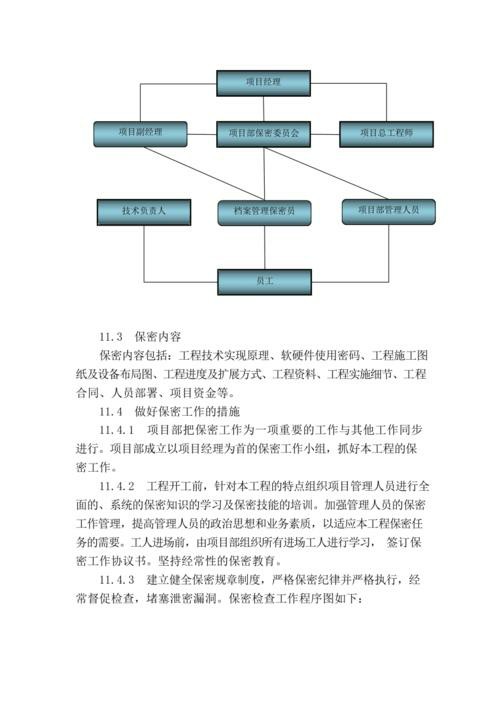 项目经理
项目副经理 项目部保密委员会 项目总工程师
技术负责人 档案管理保密员 项目部管理人员
员工
11.3 保密内容
保密内容包括：工程技术实现原理、软硬件使用密码、工程施工图
纸及设备布局图、工程进度及扩展方式、工程资料、工程实施细节、工程
合同、人员部署、项目资金等。
11.4 做好保密工作的措施
11.4.1 项目部把保密工作为一项重要的工作与其他工作同步
进行。项目部成立以项目经理为首的保密工作小组，抓好本工程的保
密工作。
11.4.2 工程开工前，针对本工程的特点组织项目管理人员进行全
面的、系统的保密知识的学习及保密技能的培训。加强管理人员的保密
工作管理，提高管理人员的政治思想和业务素质，以适应本工程保密任
务的需要。工人进场前，由项目部组织所有进场工人进行学习， 签订保
密工作协议书。坚持经常性的保密教育。
11.4.3 建立健全保密规章制度，严格保密纪律并严格执行，经
常督促检查，堵塞泄密漏洞。保密检查工作程序图如下：